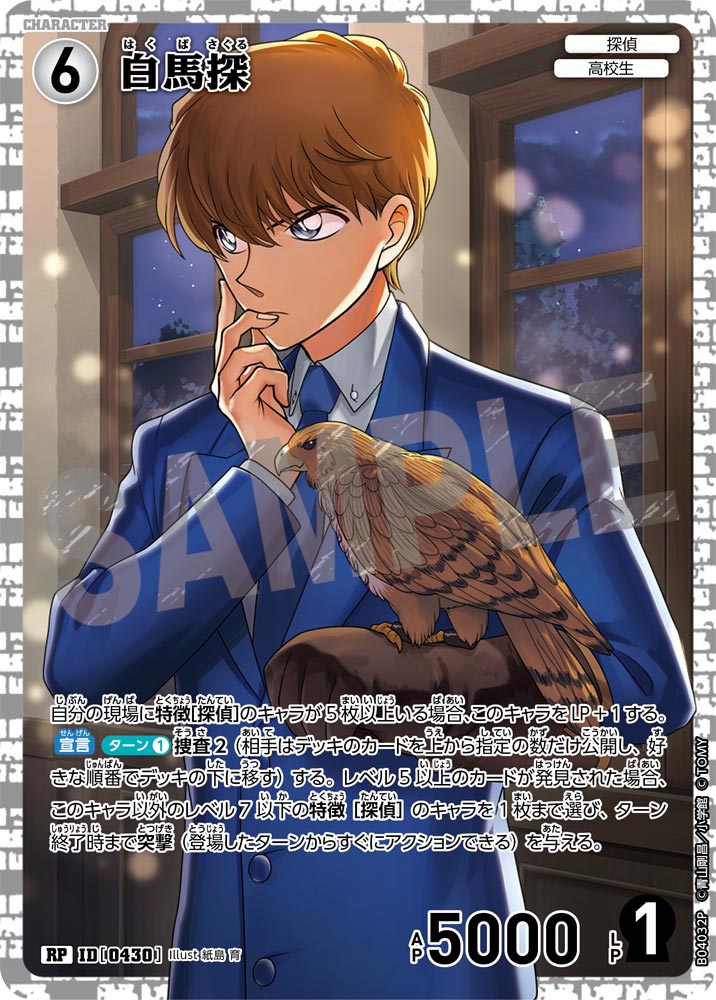 CHARACTER
6
はくばさぐる
白馬探
探偵
高校生
SAMPLE
自分の現場に特徴[探偵]のキャラが5枚以上いる場合、このキャラをLP+1する。
宣言 ターン① 捜査2（相手はデッキのカードを上から指定の数だけ公開し、好
きな順番でデッキの下に移す）する。レベル5以上のカードが発見された場合、
このキャラ以外のレベル7以下の特徴［探偵］のキャラを1枚まで選び、ターン
終了時まで突撃（登場したターンからすぐにアクションできる）を与える。
AP 5000 LP 1
RP ID[0430] Illust 紙島 育
B04032P ©青山剛昌／小学館 ©TOMY